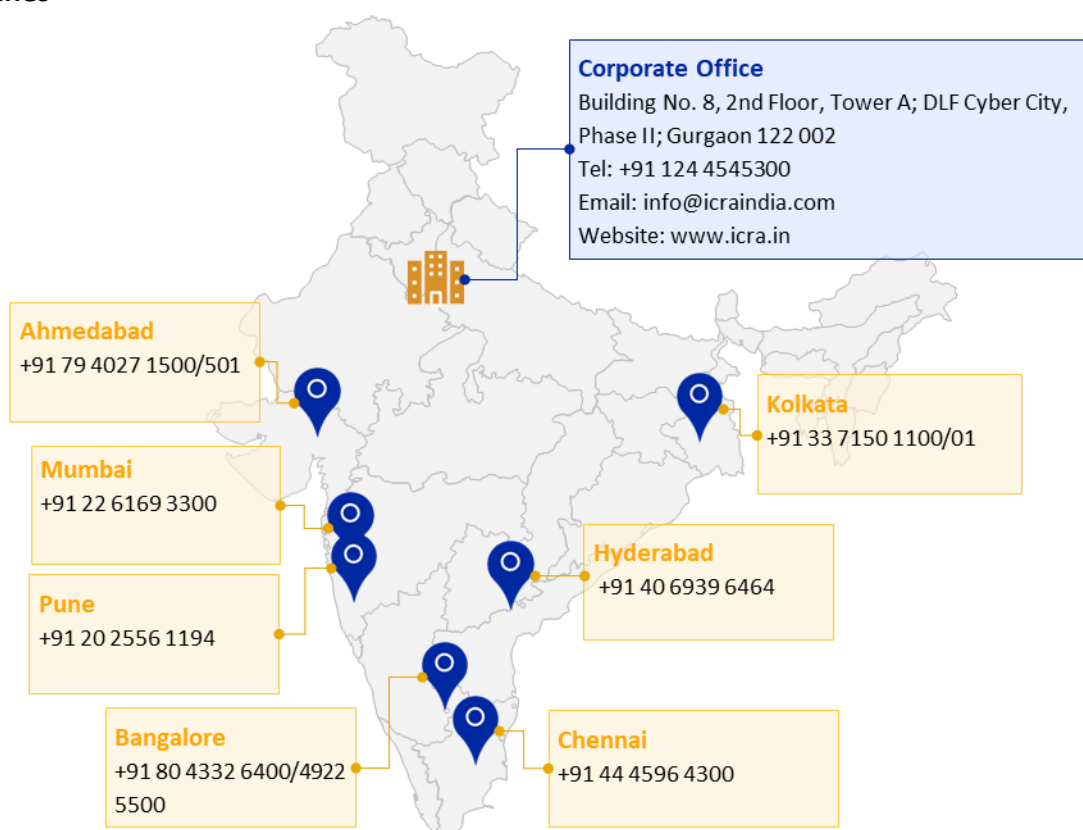 Corporate Office
Building No. 8, 2nd Floor, Tower A; DLF Cyber City,
Phase II; Gurgaon 122 002
Tel: +91 124 4545300
Email: info@icraindia.com
Website: www.icra.in
Ahmedabad
+91 79 4027 1500/501
Kolkata
+91 33 7150 1100/01
Mumbai
+91 22 6169 3300
Hyderabad
+91 40 6939 6464
Pune
+91 20 2556 1194
Bangalore
+91 80 4332 6400/4922
5500
Chennai
+91 44 4596 4300